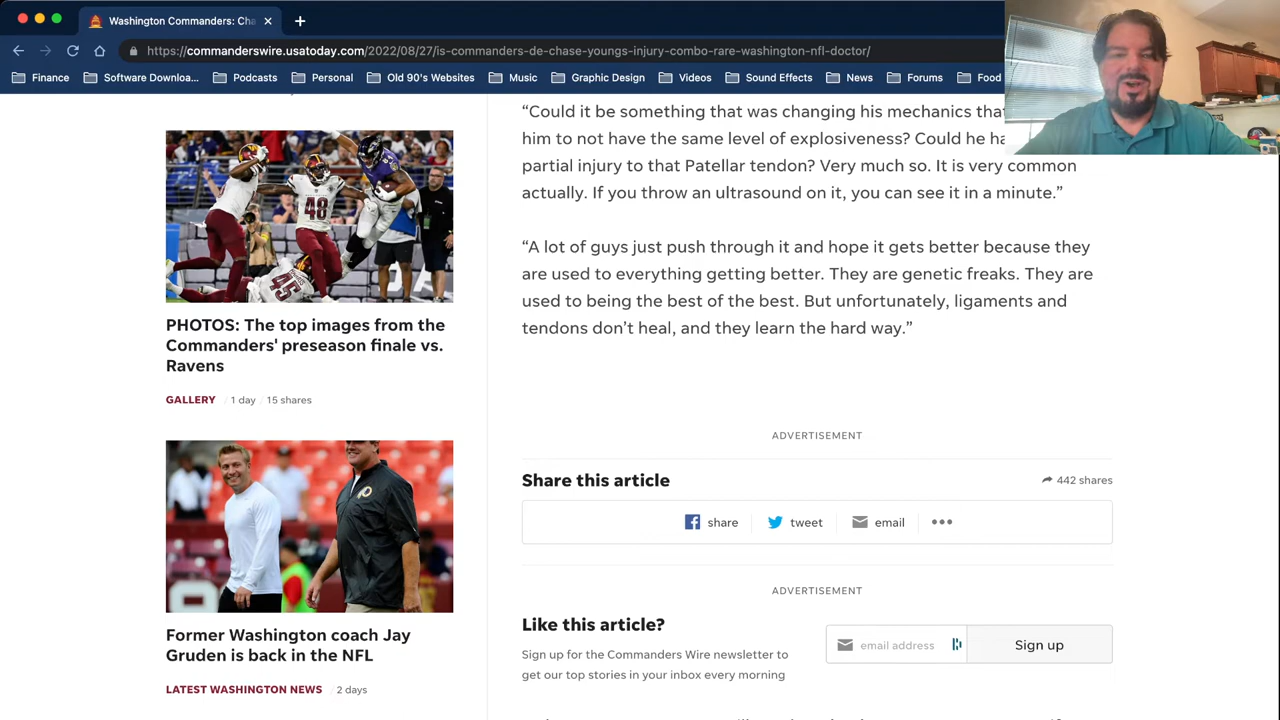 Washington Commanders: Cha
https://commanderswire.usatoday.com/2022/08/27/is-commanders-de-chase-youngs-injury-combo-rare-washington-nfl-doctor/
Finance
Software Downloa...
Podcasts
Personal
Old 90's Websites
Music
Graphic Design
Videos
Sound Effects
News
Forums
Food
“Could it be something that was changing his mechanics
him to not have the same level of explosiveness? Could he
partial injury to that Patellar tendon? Very much so. It is very common
actually. If you throw an ultrasound on it, you can see it in a minute.”
“A lot of guys just push through it and hope it gets better because they
are used to everything getting better. They are genetic freaks. They are
used to being the best of the best. But unfortunately, ligaments and
tendons don’t heal, and they learn the hard way.”
48
45
PHOTOS: The top images from the
Commanders' preseason finale vs.
Ravens
GALLERY / 1 day / 15 shares
ADVERTISEMENT
Share this article
442 shares
share
tweet
email
•••
ADVERTISEMENT
Like this article?
Sign up for the Commanders Wire newsletter to
get our top stories in your inbox every morning
email address
Sign up
Former Washington coach Jay
Gruden is back in the NFL
LATEST WASHINGTON NEWS / 2 days